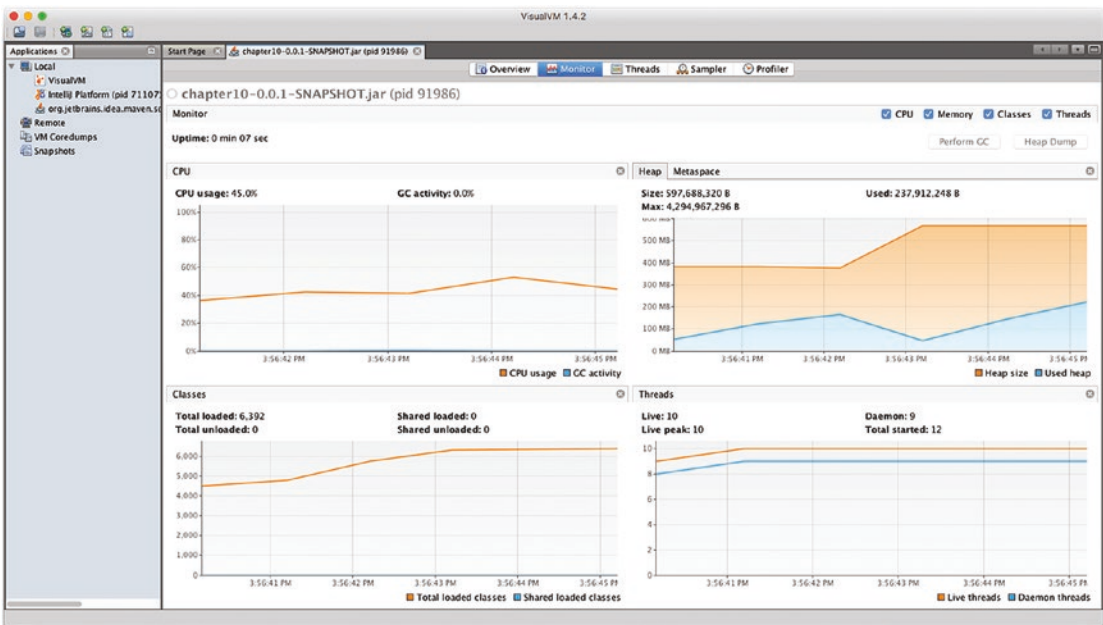 VisualVM 1.4.2
Applications
Start Page
chapter10-0.0.1-SNAPSHOT.jar (pid 91986)
Local
VisualVM
IntelliJ Platform (pid 71107)
org.jetbrains.idea.maven.se
Remote
VM Coredumps
Snapshots
Overview Monitor Threads Sampler Profiler
chapter10-0.0.1-SNAPSHOT.jar (pid 91986)
Monitor
CPU Memory Classes Threads
Uptime: 0 min 07 sec
Perform GC Heap Dump
CPU
CPU usage: 45.0% GC activity: 0.0%
100%
80%
60%
40%
20%
0%
3:56:42 PM 3:56:43 PM 3:56:44 PM 3:56:45 PM
CPU usage GC activity
Heap Metaspace
Size: 597,688,320 B Used: 237,912,248 B
Max: 4,294,967,296 B
600 MB
500 MB
400 MB
300 MB
200 MB
100 MB
0 MB
3:56:41 PM 3:56:42 PM 3:56:43 PM 3:56:44 PM 3:56:45 P
Heap size Used heap
Classes
Total loaded: 6,392 Shared loaded: 0
Total unloaded: 0 Shared unloaded: 0
6,000
5,000
4,000
3,000
2,000
1,000
0
3:56:41 PM 3:56:42 PM 3:56:43 PM 3:56:44 PM 3:56:45 P
Total loaded classes Shared loaded classes
Threads
Live: 10 Daemon: 9
Live peak: 10 Total started: 12
10
8
6
4
2
0
3:56:41 PM 3:56:42 PM 3:56:43 PM 3:56:44 PM 3:56:45 P
Live threads Daemon threads